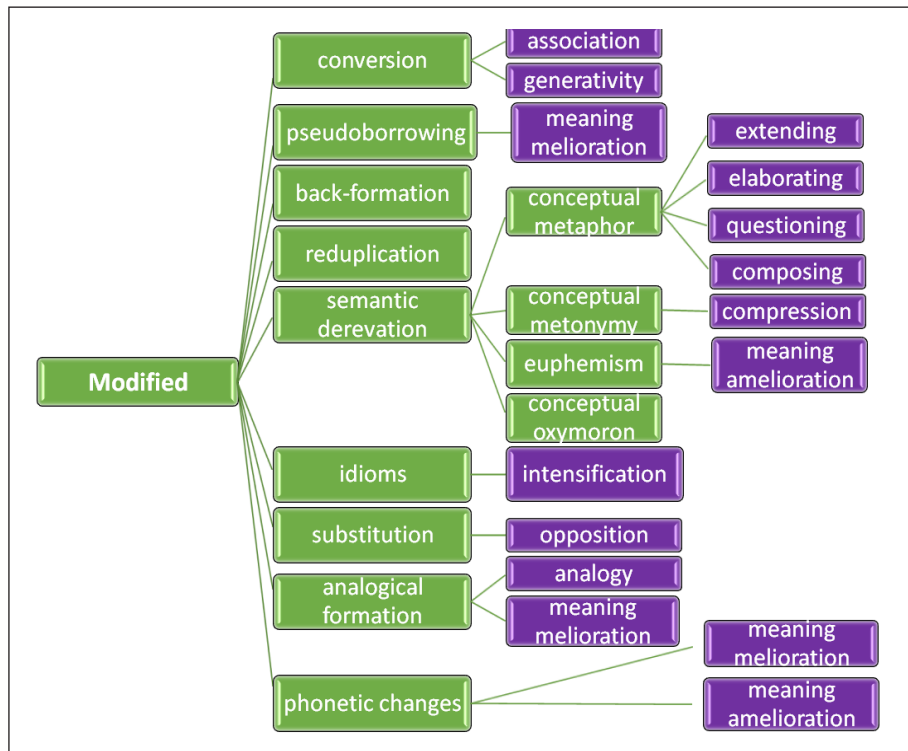 association
conversion
generativity
pseudoborrowing
meaning
melioration
extending
back-formation
elaborating
conceptual
metaphor
questioning
reduplication
composing
semantic
derevation
conceptual
metonymy
compression
euphemism
meaning
amelioration
Modified
conceptual
oxymoron
idioms
intensification
substitution
opposition
analogical
formation
analogy
meaning
melioration
phonetic changes
meaning
melioration
meaning
amelioration